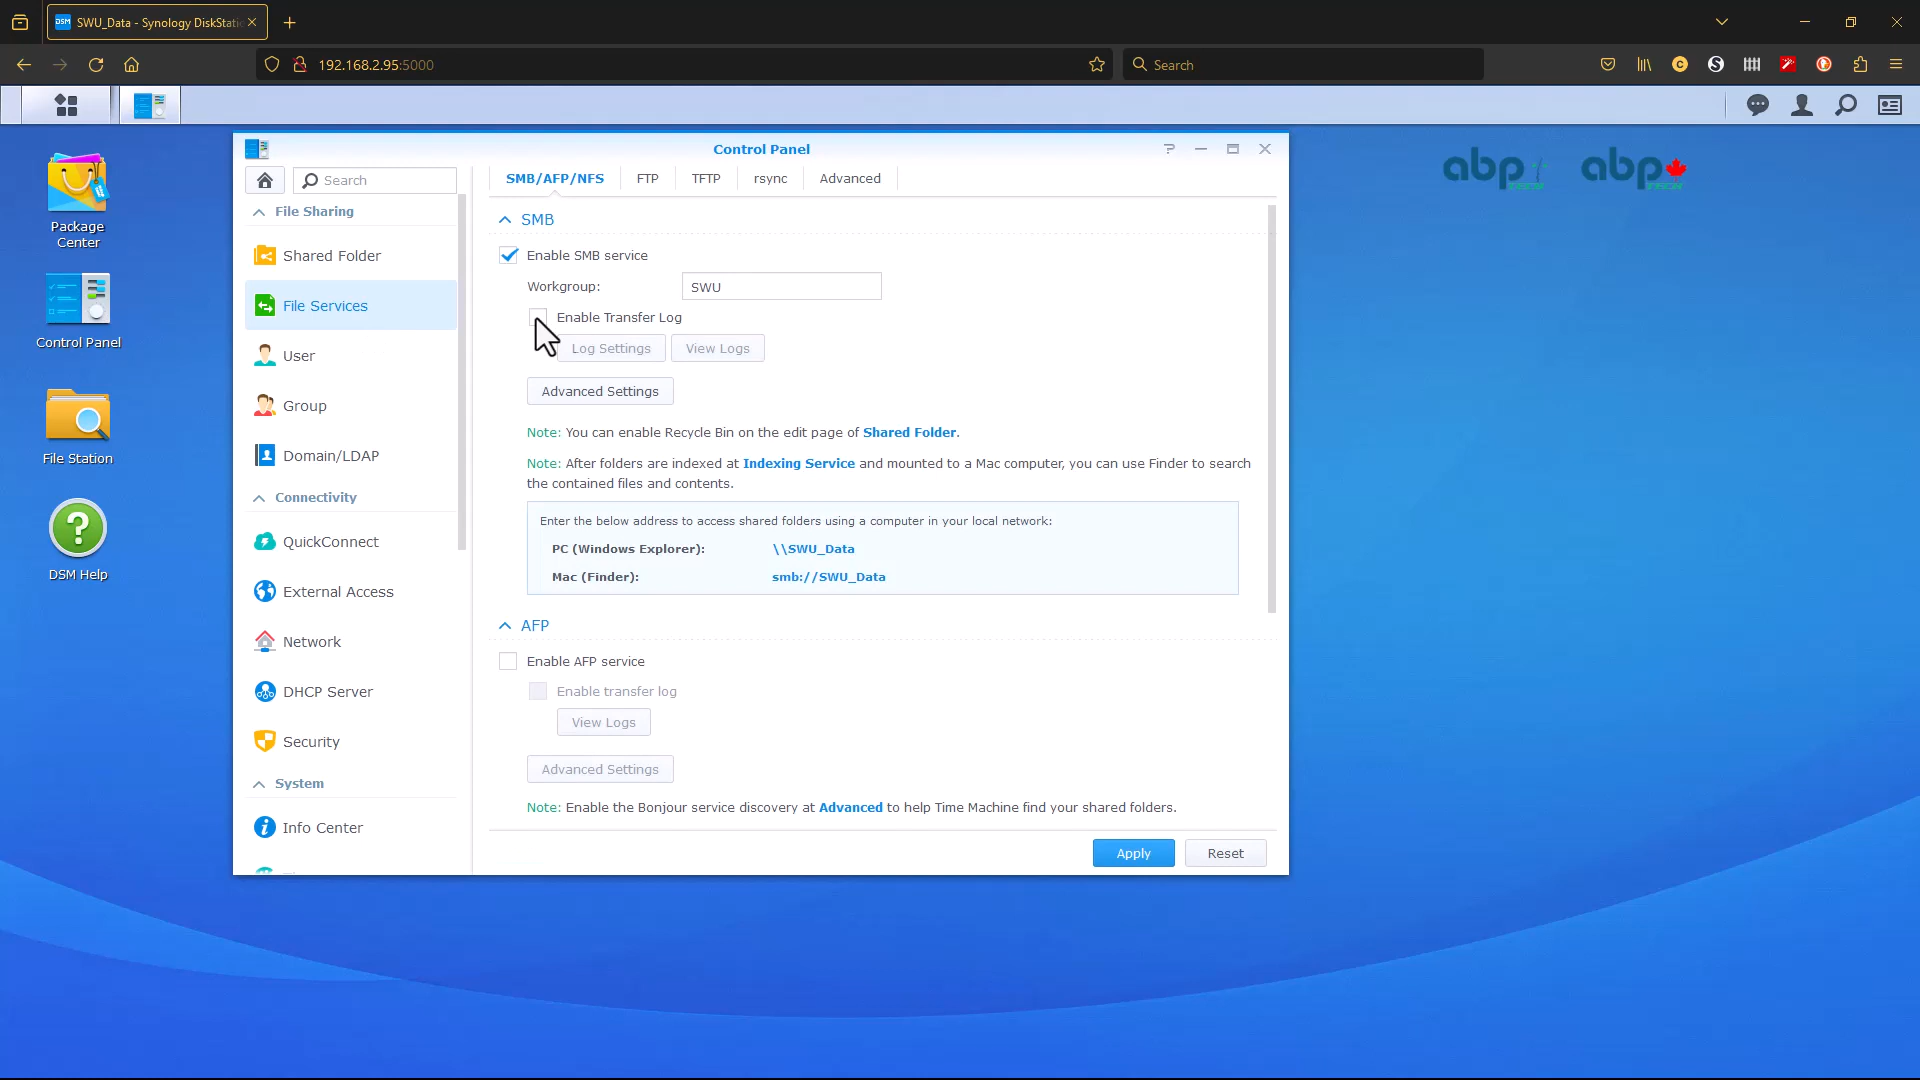 SWU_Data - Synology DiskStati
192.168.2.95:5000
Search
Control Panel
Search
File Sharing
Shared Folder
File Services
User
Group
Domain/LDAP
Connectivity
QuickConnect
External Access
Network
DHCP Server
Security
System
Info Center
SMB/AFP/NFS
FTP
TFTP
rsync
Advanced
SMB
Enable SMB service
Workgroup:
SWU
Enable Transfer Log
Log Settings
View Logs
Advanced Settings
Note: You can enable Recycle Bin on the edit page of Shared Folder.
Note: After folders are indexed at Indexing Service and mounted to a Mac computer, you can use Finder to search
the contained files and contents.
Enter the below address to access shared folders using a computer in your local network:
PC (Windows Explorer):
\\SWU_Data
Mac (Finder):
smb://SWU_Data
AFP
Enable AFP service
Enable transfer log
View Logs
Advanced Settings
Note: Enable the Bonjour service discovery at Advanced to help Time Machine find your shared folders.
Apply
Reset
Package
Center
Control Panel
File Station
DSM Help
abp
TECH
abp
TECH